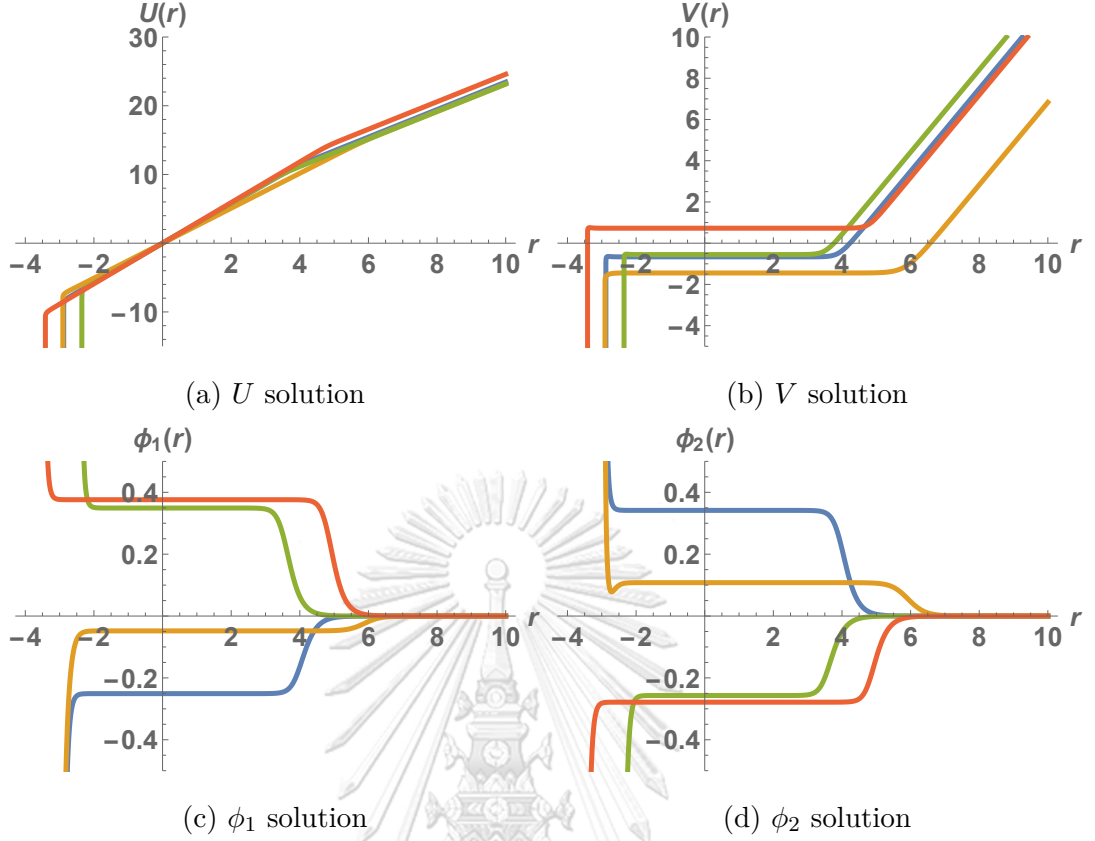 U(r)
30
20
10
−10
−4 −2 2 4 6 8 10 r
(a) U solution
V(r)
10
8
6
4
2
−2
−4
−4 −2 2 4 6 8 10 r
(b) V solution
ϕ₁(r)
0.4
0.2
−0.2
−0.4
−4 −2 2 4 6 8 10 r
(c) ϕ₁ solution
ϕ₂(r)
0.4
0.2
−0.2
−0.4
−4 −2 2 4 6 8 10 r
(d) ϕ₂ solution